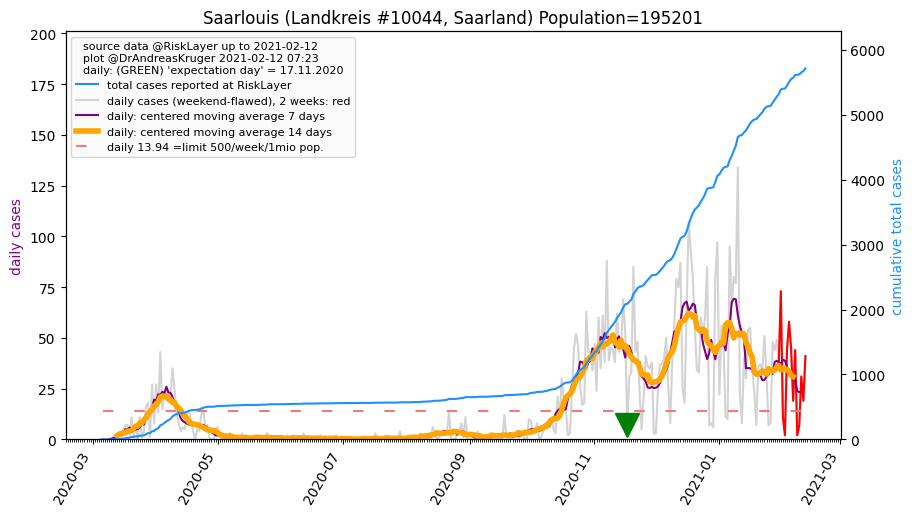 Saarlouis (Landkreis #10044, Saarland) Population=195201
source data @RiskLayer up to 2021-02-12
plot @DrAndreasKruger 2021-02-12 07:23
daily: (GREEN) 'expectation day' = 17.11.2020
total cases reported at RiskLayer
daily cases (weekend-flawed), 2 weeks: red
daily: centered moving average 7 days
daily: centered moving average 14 days
daily 13.94 =limit 500/week/1mio pop.
daily cases
200
175
150
125
100
75
50
25
0
6000
5000
4000
3000
2000
1000
0
cumulative total cases
2020-03
2020-05
2020-07
2020-09
2020-11
2021-01
2021-03